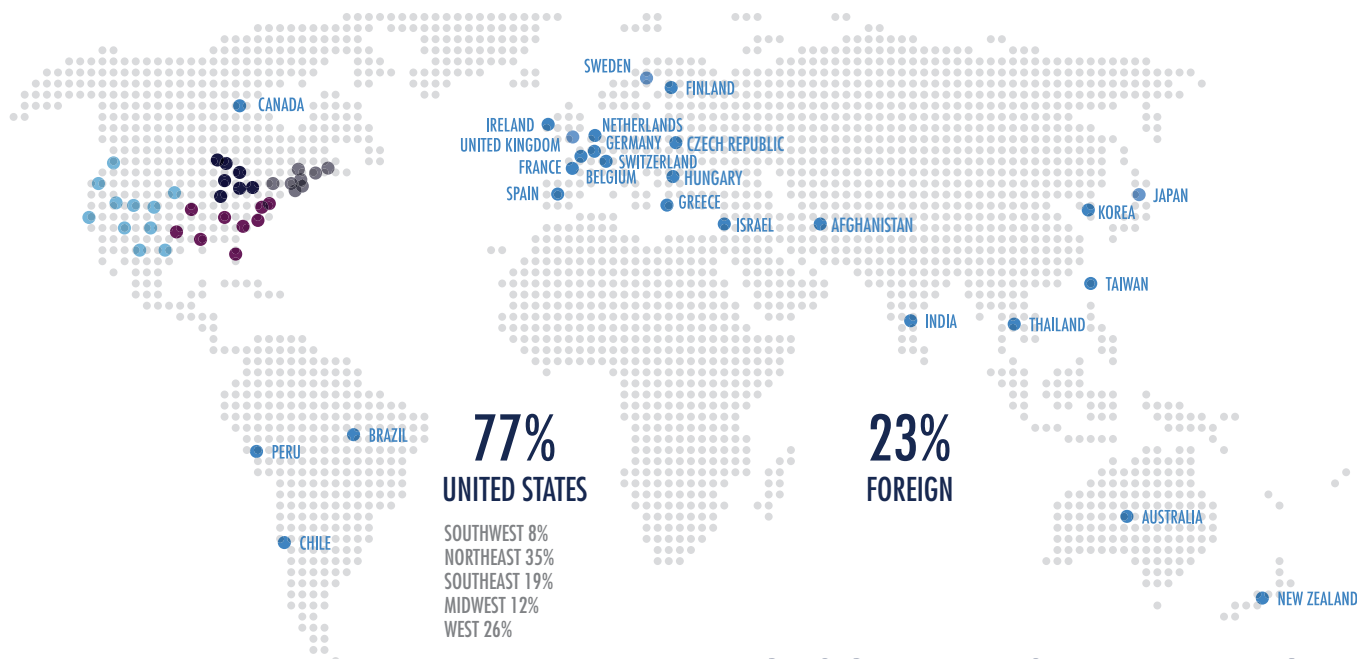 SWEDEN
FINLAND
CANADA
IRELAND
NETHERLANDS
UNITED KINGDOM
GERMANY
CZECH REPUBLIC
FRANCE
SWITZERLAND
BELGIUM
HUNGARY
SPAIN
GREECE
JAPAN
KOREA
ISRAEL
AFGHANISTAN
TAIWAN
INDIA
THAILAND
BRAZIL
PERU
77%
UNITED STATES
23%
FOREIGN
AUSTRALIA
CHILE
SOUTHWEST 8%
NORTHEAST 35%
SOUTHEAST 19%
MIDWEST 12%
WEST 26%
NEW ZEALAND